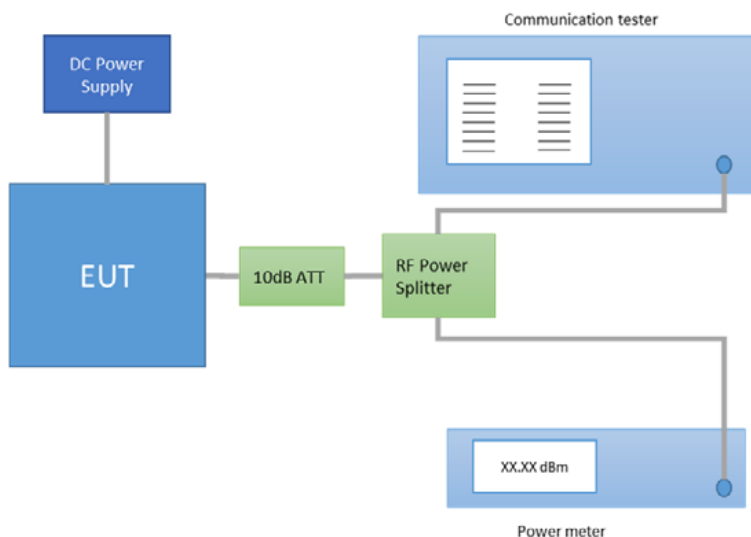 Communication tester
DC Power
Supply
EUT
10dB ATT
RF Power
Splitter
XX.XX dBm
Power meter